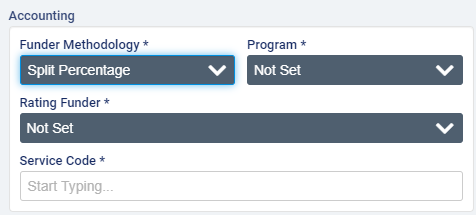 Accounting
Funder Methodology * Program *
Split Percentage Not Set
Rating Funder *
Not Set
Service Code *
Start Typing...